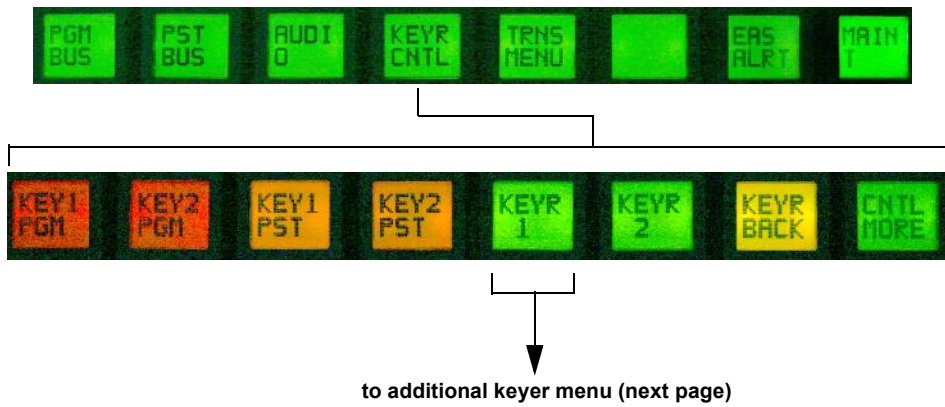 PGM BUS
PST BUS
AUDI O
KEYR CNTL
TRNS MENU
EAS ALRT
MAIN T
KEY1 PGM
KEY2 PGM
KEY1 PST
KEY2 PST
KEYR 1
KEYR 2
KEYR BACK
CNTL MORE
to additional keyer menu (next page)